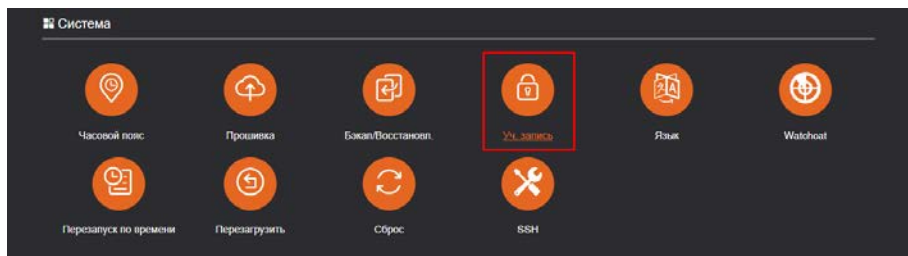 Система
Часовой пояс
Прошивка
Бэкап/Восстановл.
Уч. запись
Язык
Watchcat
Перезапуск по времени
Перезагрузить
Сброс
SSH